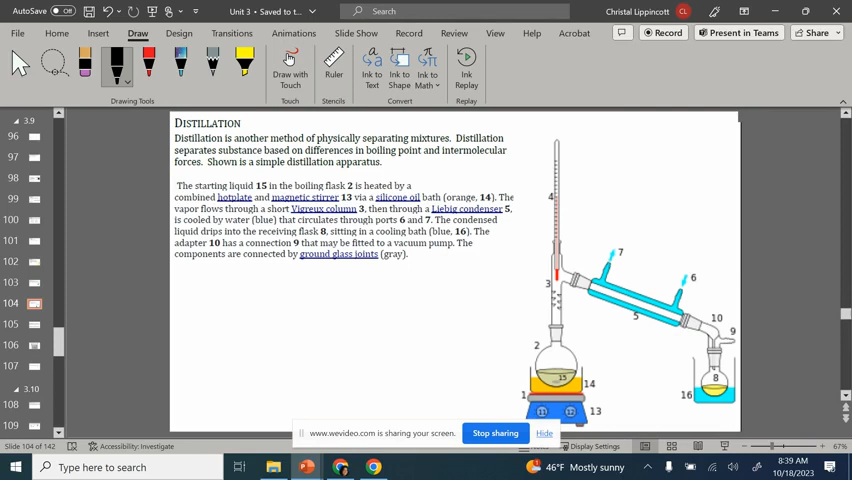 AutoSave Off
Unit 3 • Saved to t...
Search
Christal Lippincott
CL
File Home Insert Draw Design Transitions Animations Slide Show Record Review View Help Acrobat
Record
Present in Teams
Share
Draw with Touch
Ruler
Ink to Text
Ink to Shape
Ink to Math
Ink Replay
Drawing Tools
Touch
Stencils
Convert
Replay
3.9
96
97
98
99
100
101
102
103
104
105
106
107
3.10
108
109
DISTILLATION
Distillation is another method of physically separating mixtures. Distillation
separates substance based on differences in boiling point and intermolecular
forces. Shown is a simple distillation apparatus.
The starting liquid 15 in the boiling flask 2 is heated by a
combined hotplate and magnetic stirrer 13 via a silicone oil bath (orange, 14). The
vapor flows through a short Vigreux column 3, then through a Liebig condenser 5,
is cooled by water (blue) that circulates through ports 6 and 7. The condensed
liquid drips into the receiving flask 8, sitting in a cooling bath (blue, 16). The
adapter 10 has a connection 9 that may be fitted to a vacuum pump. The
components are connected by ground glass joints (gray).
4
7
6
3
5
10
9
2
15
8
14
1
16
11
12
13
www.wevideo.com is sharing your screen.
Stop sharing
Hide
Slide 104 of 142
Accessibility: Investigate
Display Settings
67%
Type here to search
46°F Mostly sunny
8:39 AM
10/18/2023